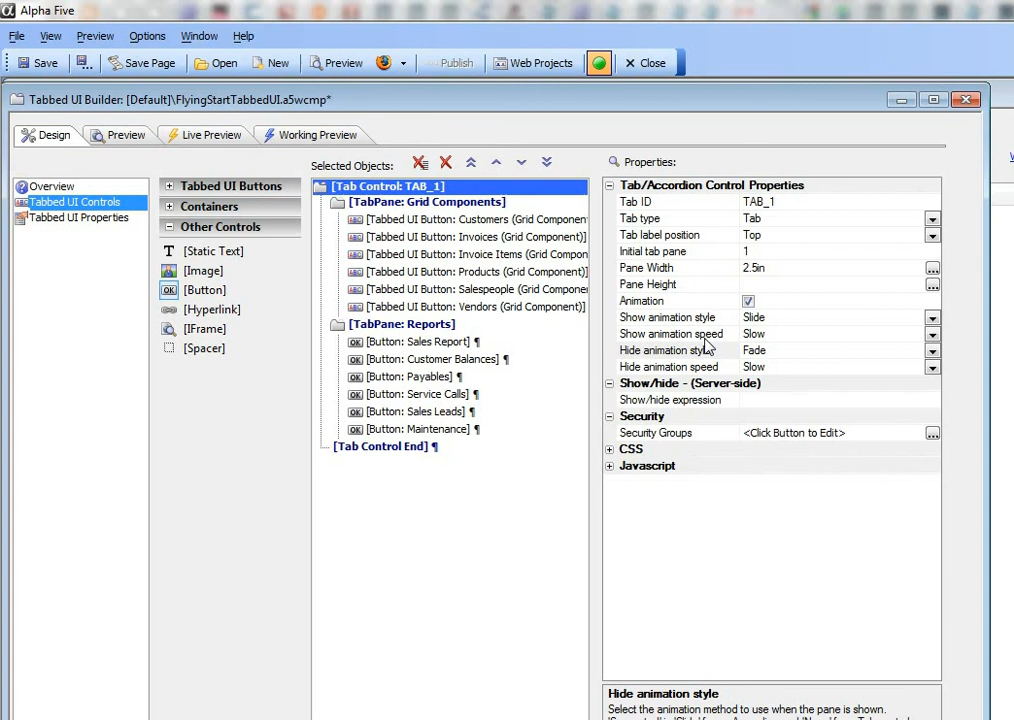 Alpha Five
File View Preview Options Window Help
Save Save Page Open New Preview Publish Web Projects Close
Tabbed UI Builder: [Default]\FlyingStartTabbedUI.a5wcmp*
Design Preview Live Preview Working Preview
Selected Objects: Properties:
Overview
Tabbed UI Controls
Tabbed UI Properties
Tabbed UI Buttons
Containers
Other Controls
[Static Text]
[Image]
[Button]
[Hyperlink]
[IFrame]
[Spacer]
[Tab Control: TAB_1]
[TabPane: Grid Components]
[Tabbed UI Button: Customers (Grid Componen
[Tabbed UI Button: Invoices (Grid Component)]
[Tabbed UI Button: Invoice Items (Grid Compon
[Tabbed UI Button: Products (Grid Component)]
[Tabbed UI Button: Salespeople (Grid Compone
[Tabbed UI Button: Vendors (Grid Component)]
[TabPane: Reports]
[Button: Sales Report] ¶
[Button: Customer Balances] ¶
[Button: Payables] ¶
[Button: Service Calls] ¶
[Button: Sales Leads] ¶
[Button: Maintenance] ¶
[Tab Control End] ¶
Tab/Accordion Control Properties
Tab ID TAB_1
Tab type Tab
Tab label position Top
Initial tab pane 1
Pane Width 2.5in
Pane Height
Animation
Show animation style Slide
Show animation speed Slow
Hide animation style Fade
Hide animation speed Slow
Show/hide - (Server-side)
Show/hide expression
Security
Security Groups <Click Button to Edit>
CSS
Javascript
Hide animation style
Select the animation method to use when the pane is shown.